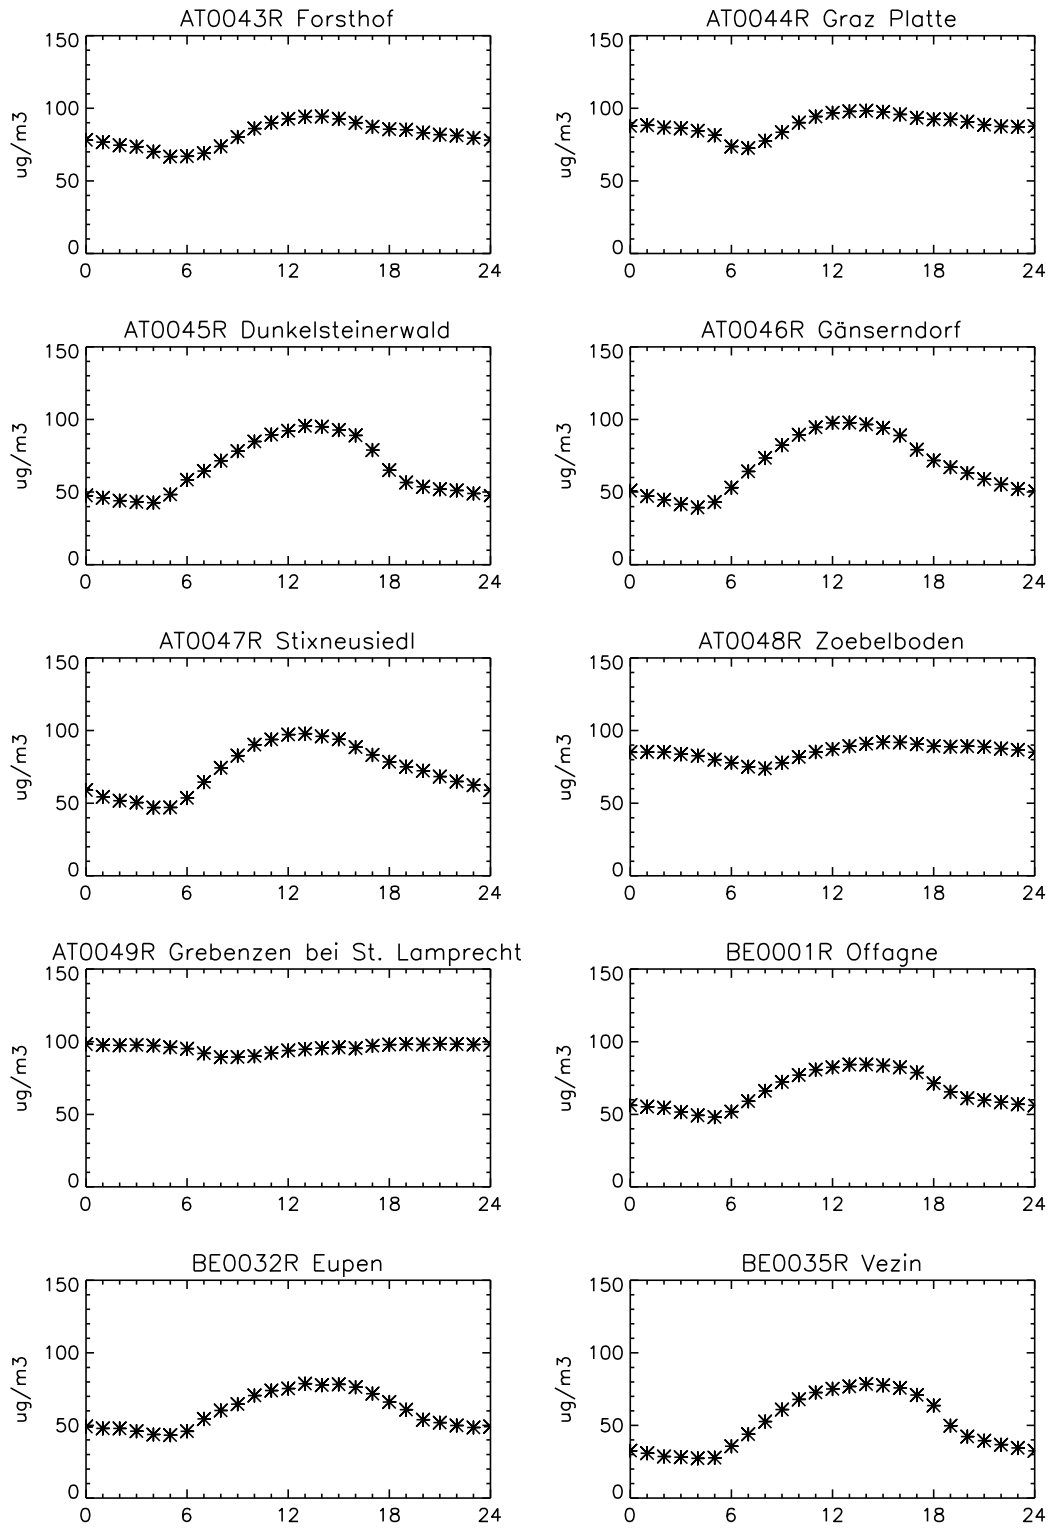 AT0043R Forsthof
150
100
50
0
ug/m3
0 6 12 18 24
AT0044R Graz Platte
150
100
50
0
ug/m3
0 6 12 18 24
AT0045R Dunkelsteinerwald
150
100
50
0
ug/m3
0 6 12 18 24
AT0046R Gänserndorf
150
100
50
0
ug/m3
0 6 12 18 24
AT0047R Stixneusiedl
150
100
50
0
ug/m3
0 6 12 18 24
AT0048R Zoebelboden
150
100
50
0
ug/m3
0 6 12 18 24
AT0049R Grebenzen bei St. Lamprecht
150
100
50
0
ug/m3
0 6 12 18 24
BE0001R Offagne
150
100
50
0
ug/m3
0 6 12 18 24
BE0032R Eupen
150
100
50
0
ug/m3
0 6 12 18 24
BE0035R Vezin
150
100
50
0
ug/m3
0 6 12 18 24